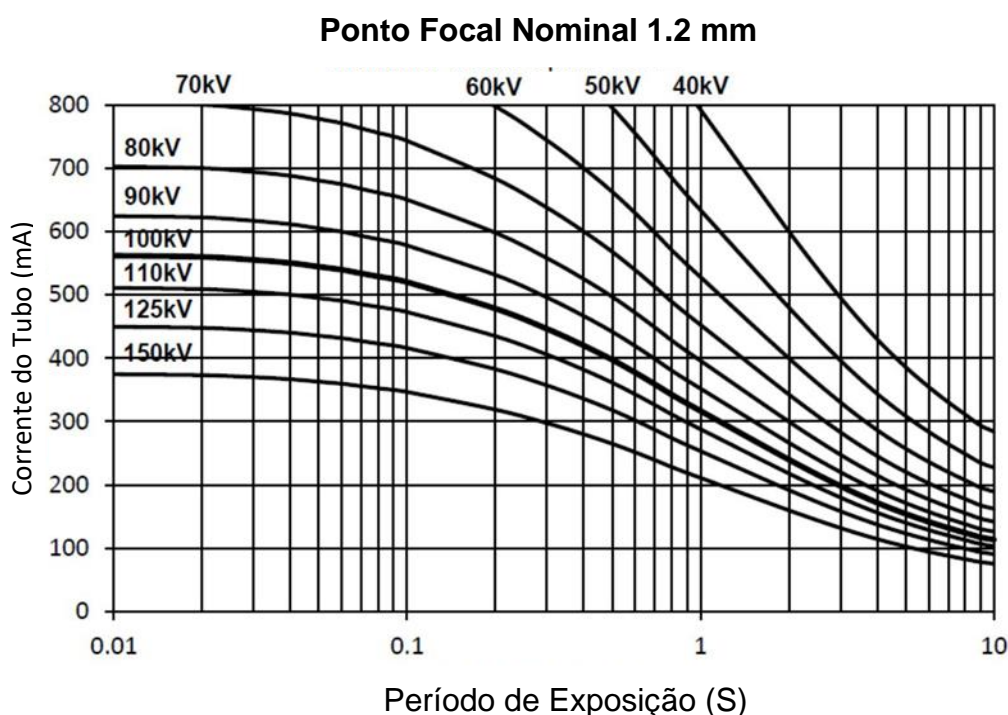 Ponto Focal Nominal 1.2 mm
70kV 60kV 50kV 40kV
800
80kV
700
90kV
600
100kV
110kV
500
125kV
400
150kV
300
200
100
0
0.01 0.1 1 10
Corrente do Tubo (mA)
Período de Exposição (S)